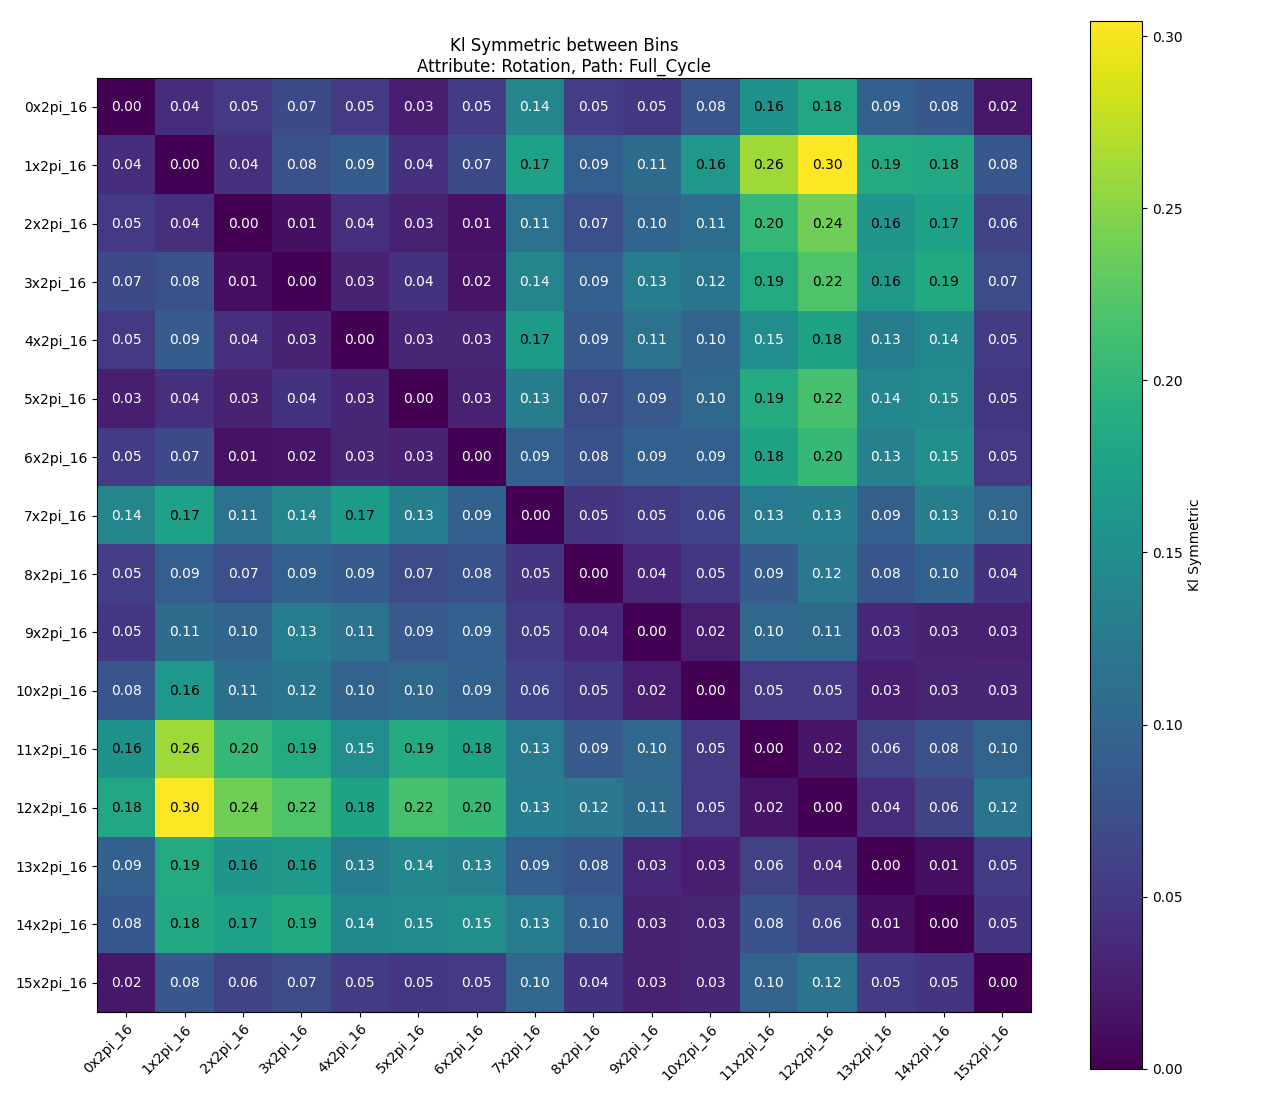 Kl Symmetric between Bins
Attribute: Rotation, Path: Full_Cycle
0x2pi_16 0.00 0.04 0.05 0.07 0.05 0.03 0.05 0.14 0.05 0.05 0.08 0.16 0.18 0.09 0.08 0.02
1x2pi_16 0.04 0.00 0.04 0.08 0.09 0.04 0.07 0.17 0.09 0.11 0.16 0.26 0.30 0.19 0.18 0.08
2x2pi_16 0.05 0.04 0.00 0.01 0.04 0.03 0.01 0.11 0.07 0.10 0.11 0.20 0.24 0.16 0.17 0.06
3x2pi_16 0.07 0.08 0.01 0.00 0.03 0.04 0.02 0.14 0.09 0.13 0.12 0.19 0.22 0.16 0.19 0.07
4x2pi_16 0.05 0.09 0.04 0.03 0.00 0.03 0.03 0.17 0.09 0.11 0.10 0.15 0.18 0.13 0.14 0.05
5x2pi_16 0.03 0.04 0.03 0.04 0.03 0.00 0.03 0.13 0.07 0.09 0.10 0.19 0.22 0.14 0.15 0.05
6x2pi_16 0.05 0.07 0.01 0.02 0.03 0.03 0.00 0.09 0.08 0.09 0.09 0.18 0.20 0.13 0.15 0.05
7x2pi_16 0.14 0.17 0.11 0.14 0.17 0.13 0.09 0.00 0.05 0.05 0.06 0.13 0.13 0.09 0.13 0.10
8x2pi_16 0.05 0.09 0.07 0.09 0.09 0.07 0.08 0.05 0.00 0.04 0.05 0.09 0.12 0.08 0.10 0.04
9x2pi_16 0.05 0.11 0.10 0.13 0.11 0.09 0.09 0.05 0.04 0.00 0.02 0.10 0.11 0.03 0.03 0.03
10x2pi_16 0.08 0.16 0.11 0.12 0.10 0.10 0.09 0.06 0.05 0.02 0.00 0.05 0.05 0.03 0.03 0.03
11x2pi_16 0.16 0.26 0.20 0.19 0.15 0.19 0.18 0.13 0.09 0.10 0.05 0.00 0.02 0.06 0.08 0.10
12x2pi_16 0.18 0.30 0.24 0.22 0.18 0.22 0.20 0.13 0.12 0.11 0.05 0.02 0.00 0.04 0.06 0.12
13x2pi_16 0.09 0.19 0.16 0.16 0.13 0.14 0.13 0.09 0.08 0.03 0.03 0.06 0.04 0.00 0.01 0.05
14x2pi_16 0.08 0.18 0.17 0.19 0.14 0.15 0.15 0.13 0.10 0.03 0.03 0.08 0.06 0.01 0.00 0.05
15x2pi_16 0.02 0.08 0.06 0.07 0.05 0.05 0.05 0.10 0.04 0.03 0.03 0.10 0.12 0.05 0.05 0.00
0x2pi_16 1x2pi_16 2x2pi_16 3x2pi_16 4x2pi_16 5x2pi_16 6x2pi_16 7x2pi_16 8x2pi_16 9x2pi_16 10x2pi_16 11x2pi_16 12x2pi_16 13x2pi_16 14x2pi_16 15x2pi_16
0.30
0.25
0.20
0.15
0.10
0.05
0.00
Kl Symmetric